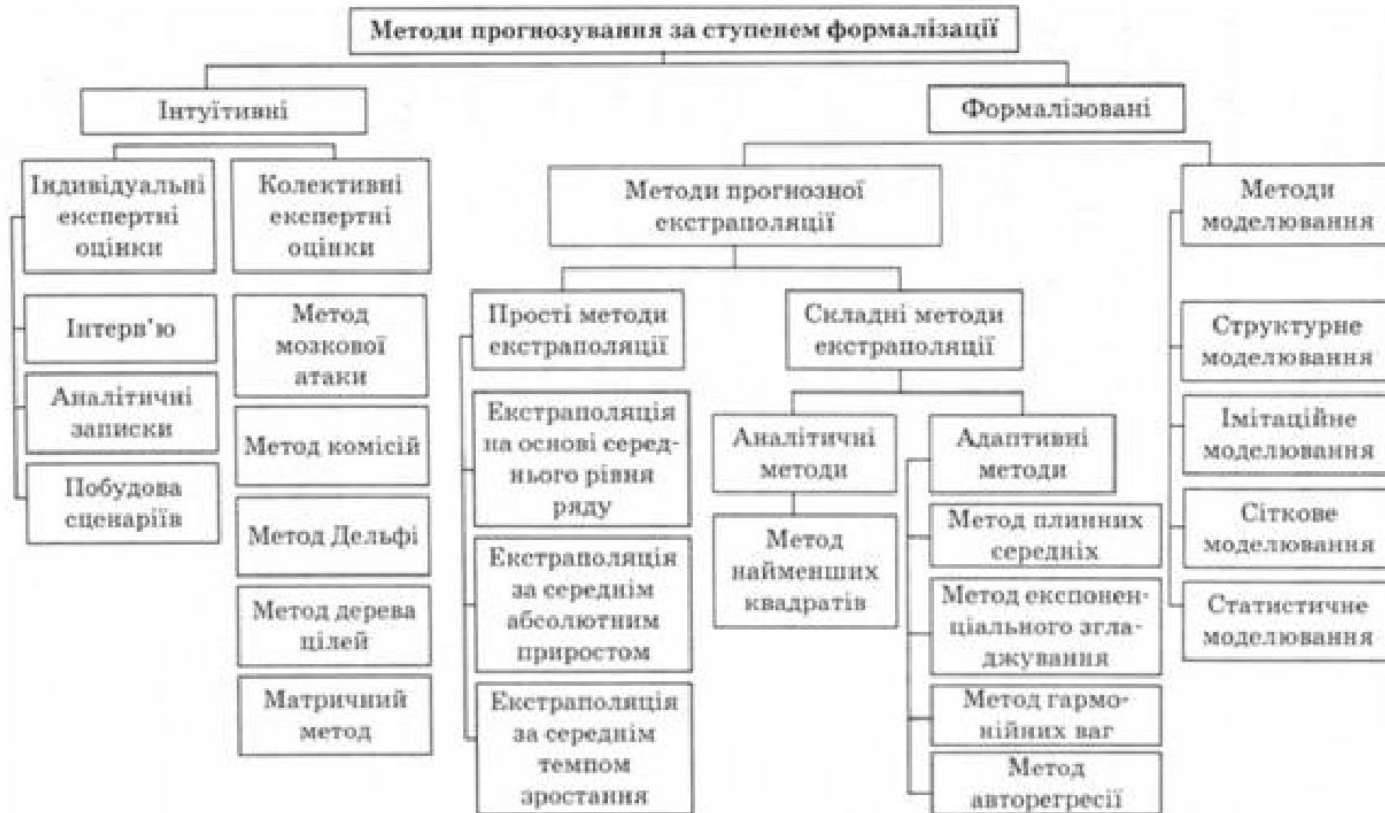 Методи прогнозування за ступенем формалізації
Інтуїтивні
Формалізовані
Індивідуальні
експертні
оцінки
Колективні
експертні
оцінки
Методи прогнозної
екстраполяції
Методи
моделювання
Інтерв’ю
Аналітичні
записки
Побудова
сценаріїв
Метод
мозкової
атаки
Метод комісій
Метод Дельфі
Метод дерева
цілей
Матричний
метод
Прості методи
екстраполяції
Складні методи
екстраполяції
Екстраполяція
на основі серед-
нього рівня
ряду
Екстраполяція
за середнім
абсолютним
приростом
Екстраполяція
за середнім
темпом
зростання
Аналітичні
методи
Метод
найменших
квадратів
Адаптивні
методи
Метод плинних
середніх
Метод експонен-
ціального згла-
джування
Метод гармо-
нійних ваг
Метод
авторегресії
Структурне
моделювання
Імітаційне
моделювання
Сіткове
моделювання
Статистичне
моделювання